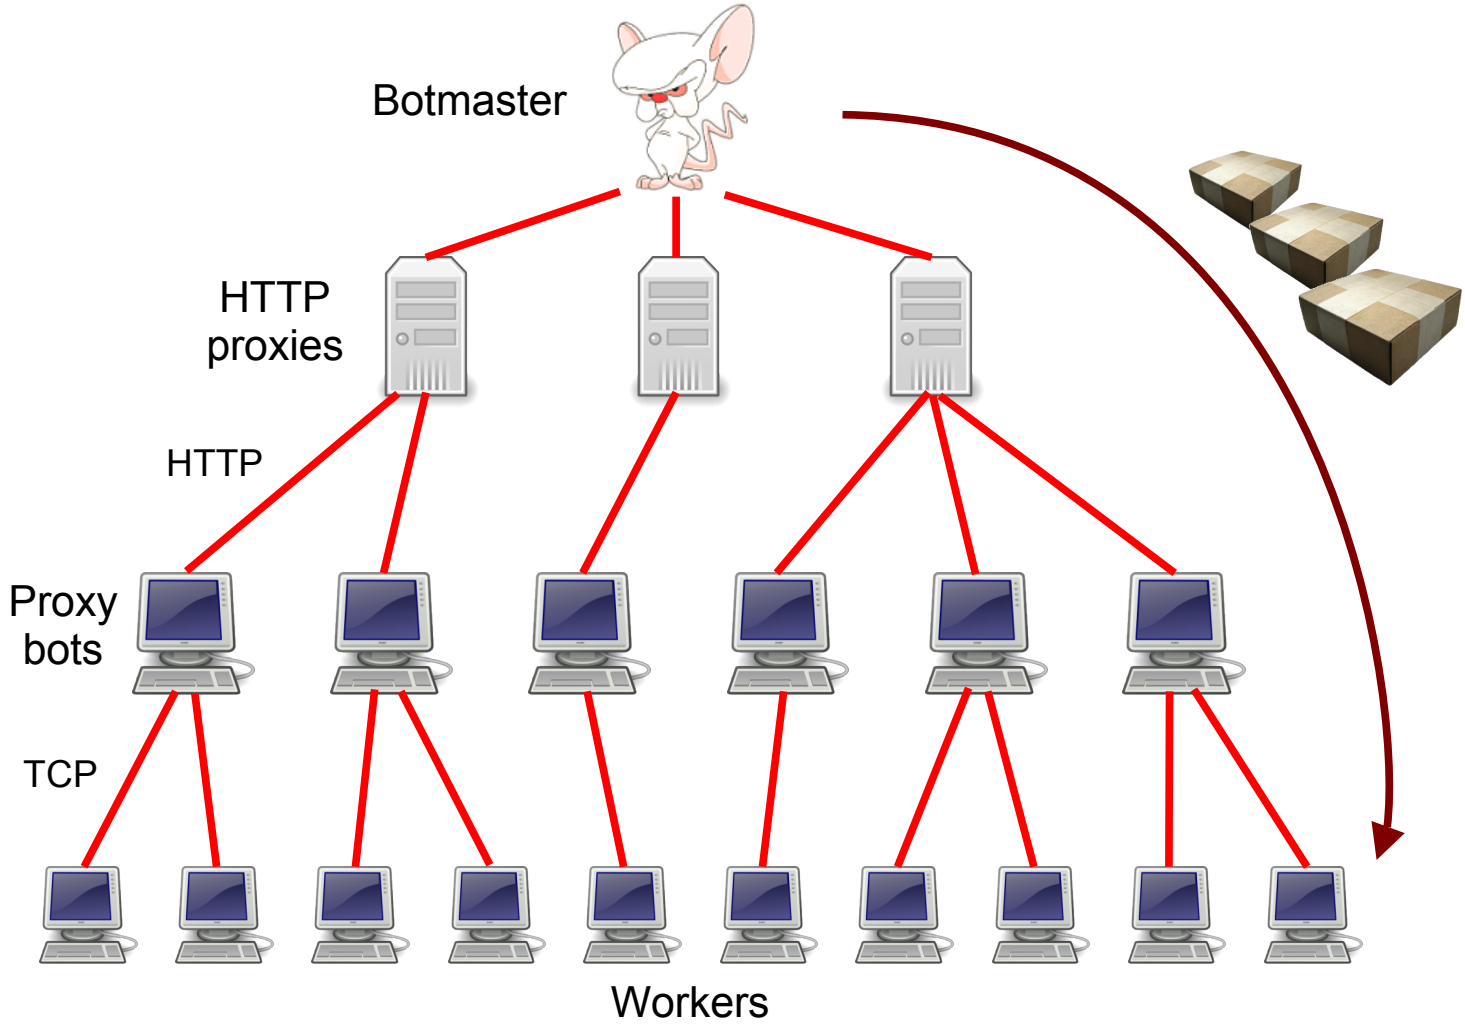 Botmaster
HTTP
proxies
HTTP
Proxy
bots
TCP
Workers